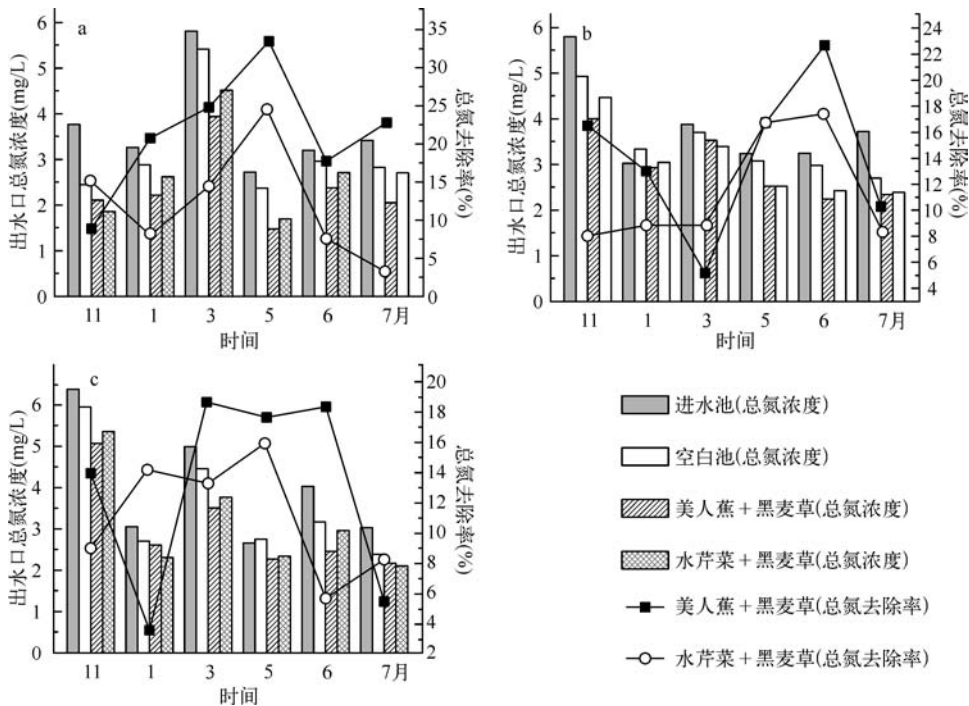 a
出水口总氮浓度(mg/L)
6
5
4
3
2
1
0
35
30
25
20
15
10
5
0
总氮去除率(%)
11 1 3 5 6 7月
时间
b
出水口总氮浓度(mg/L)
6
5
4
3
2
1
0
24
22
20
18
16
14
12
10
8
6
4
总氮去除率(%)
11 1 3 5 6 7月
时间
c
出水口总氮浓度(mg/L)
6
5
4
3
2
1
0
20
18
16
14
12
10
8
6
4
2
总氮去除率(%)
11 1 3 5 6 7月
时间
进水池(总氮浓度)
空白池(总氮浓度)
美人蕉+黑麦草(总氮浓度)
水芹菜+黑麦草(总氮浓度)
美人蕉+黑麦草(总氮去除率)
水芹菜+黑麦草(总氮去除率)